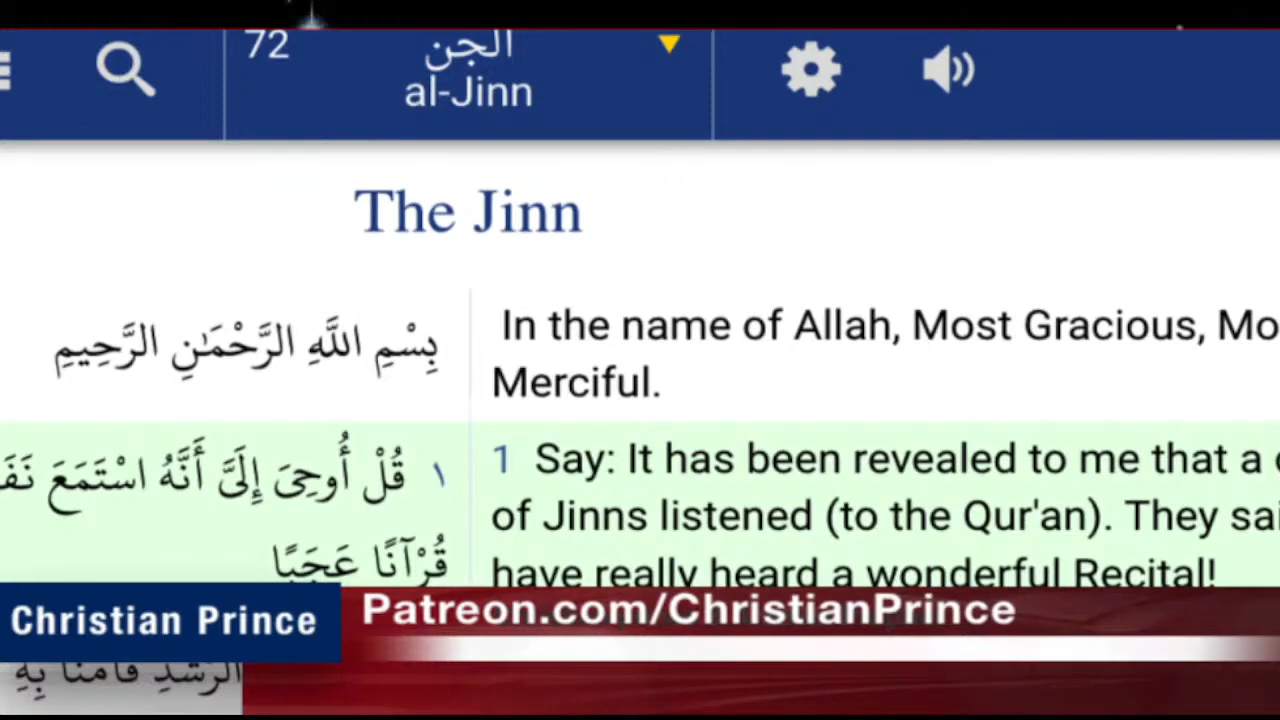 72
الجن
al-Jinn
The Jinn
بِسْمِ اللَّهِ الرَّحْمَٰنِ الرَّحِيمِ
In the name of Allah, Most Gracious,
Merciful.
١ قُلْ أُوحِيَ إِلَيَّ أَنَّهُ اسْتَمَعَ
قُرْآنًا عَجَبًا
1 Say: It has been revealed to me that a
of Jinns listened (to the Qur'an). They
have really heard a wonderful Recital!
Christian Prince
Patreon.com/ChristianPrince
الرُّشْدِ فَآمَنَّا بِهِ